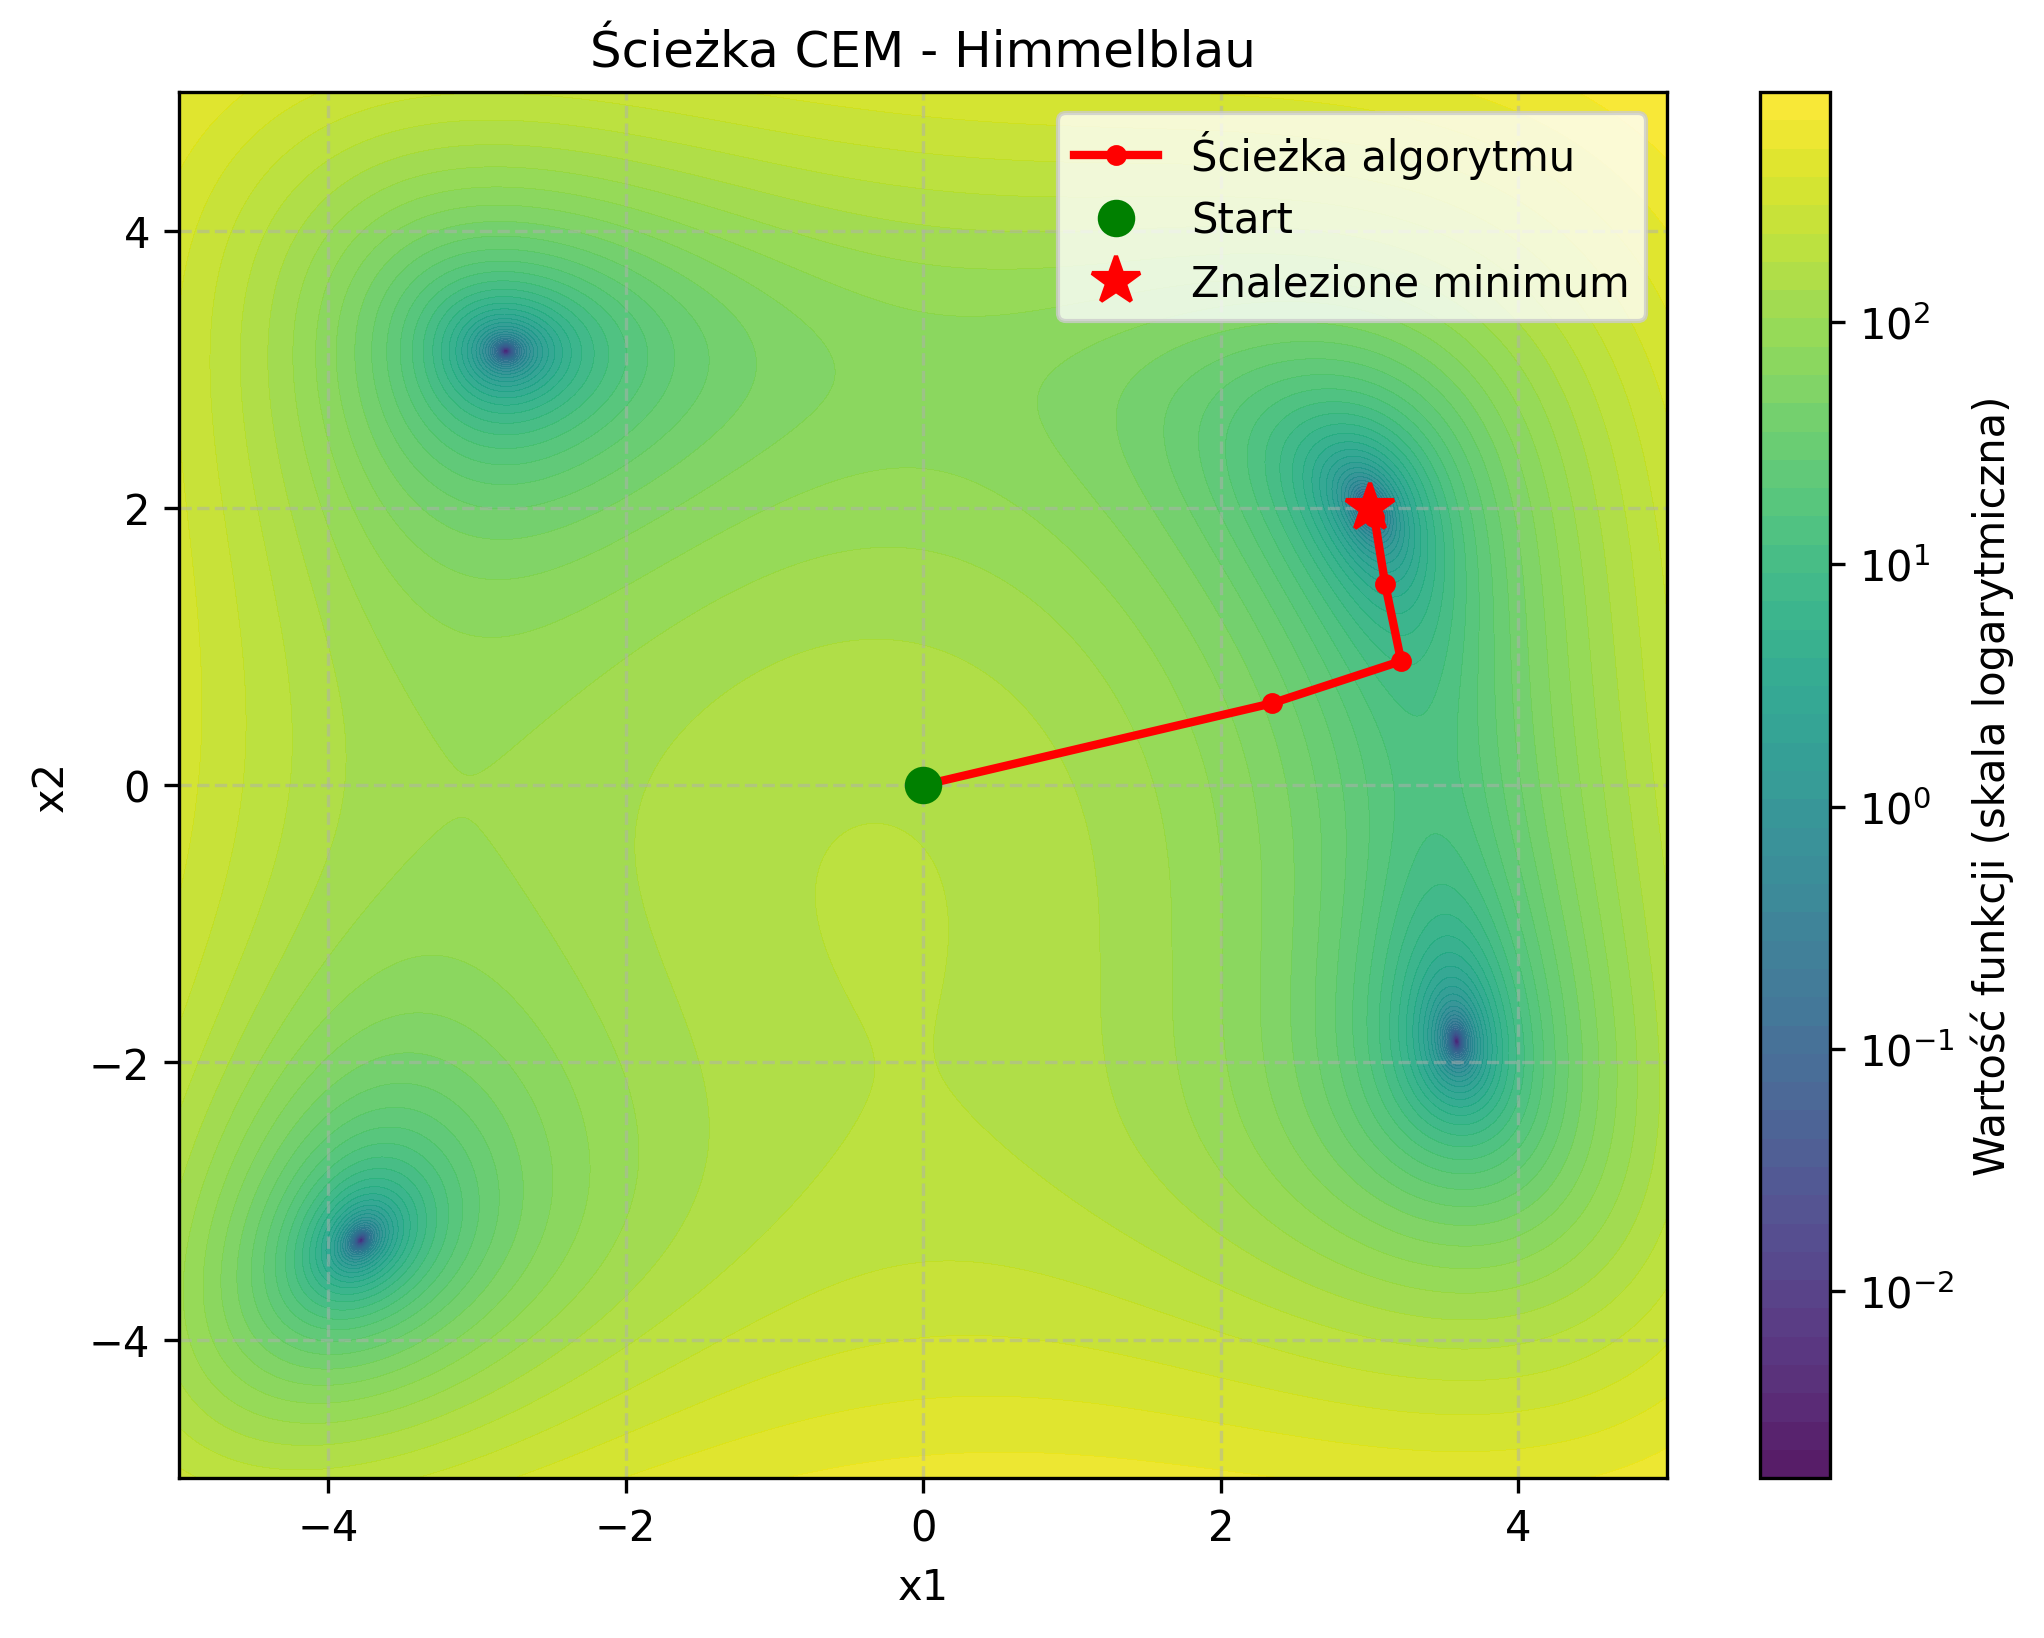 Ścieżka CEM - Himmelblau
Ścieżka algorytmu
Start
Znalezione minimum
4
2
0
−2
−4
x2
−4
−2
0
2
4
x1
10²
10¹
10⁰
10⁻¹
10⁻²
Wartość funkcji (skala logarytmiczna)